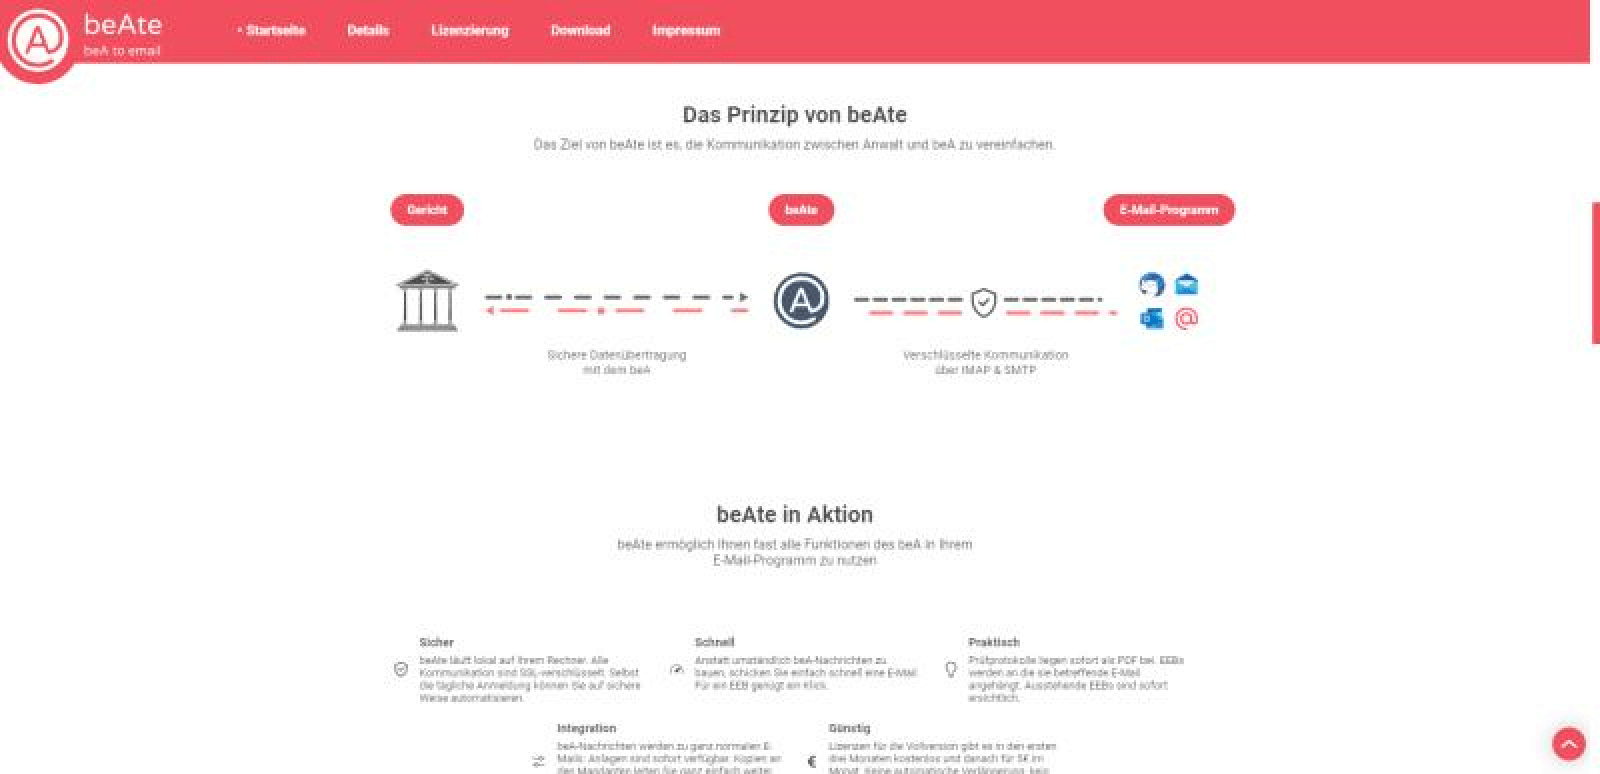 beAte
beA to email
• Startseite Details Lizenzierung Download Impressum
Das Prinzip von beAte
Das Ziel von beAte ist es, die Kommunikation zwischen Anwalt und beA zu vereinfachen.
Gericht beAte E-Mail-Programm
Sichere Datenübertragung
mit dem beA
Verschlüsselte Kommunikation
über IMAP & SMTP
beAte in Aktion
beAte ermöglich Ihnen fast alle Funktionen des beA in Ihrem
E-Mail-Programm zu nutzen
Sicher
beAte läuft lokal auf Ihrem Rechner. Alle
Kommunikation sind SSL-verschlüsselt. Selbst
die tägliche Anmeldung können Sie auf sichere
Weise automatisieren.
Schnell
Anstatt umständlich beA-Nachrichten zu
bauen, schicken Sie einfach schnell eine E-Mail.
Für ein EEB genügt ein Klick.
Praktisch
Prüfprotokolle liegen sofort als PDF bei. EEBs
werden an die sie betreffende E-Mail
angehängt. Ausstehende EEBs sind sofort
ersichtlich.
Integration
beA-Nachrichten werden zu ganz normalen E-
Mails: Anlagen sind sofort verfügbar. Kopien an
den Mandanten leiten Sie ganz einfach weiter.
Günstig
Lizenzen für die Vollversion gibt es in den ersten
drei Monaten kostenlos und danach für 5€ im
Monat. Keine automatische Verlängerung, kein